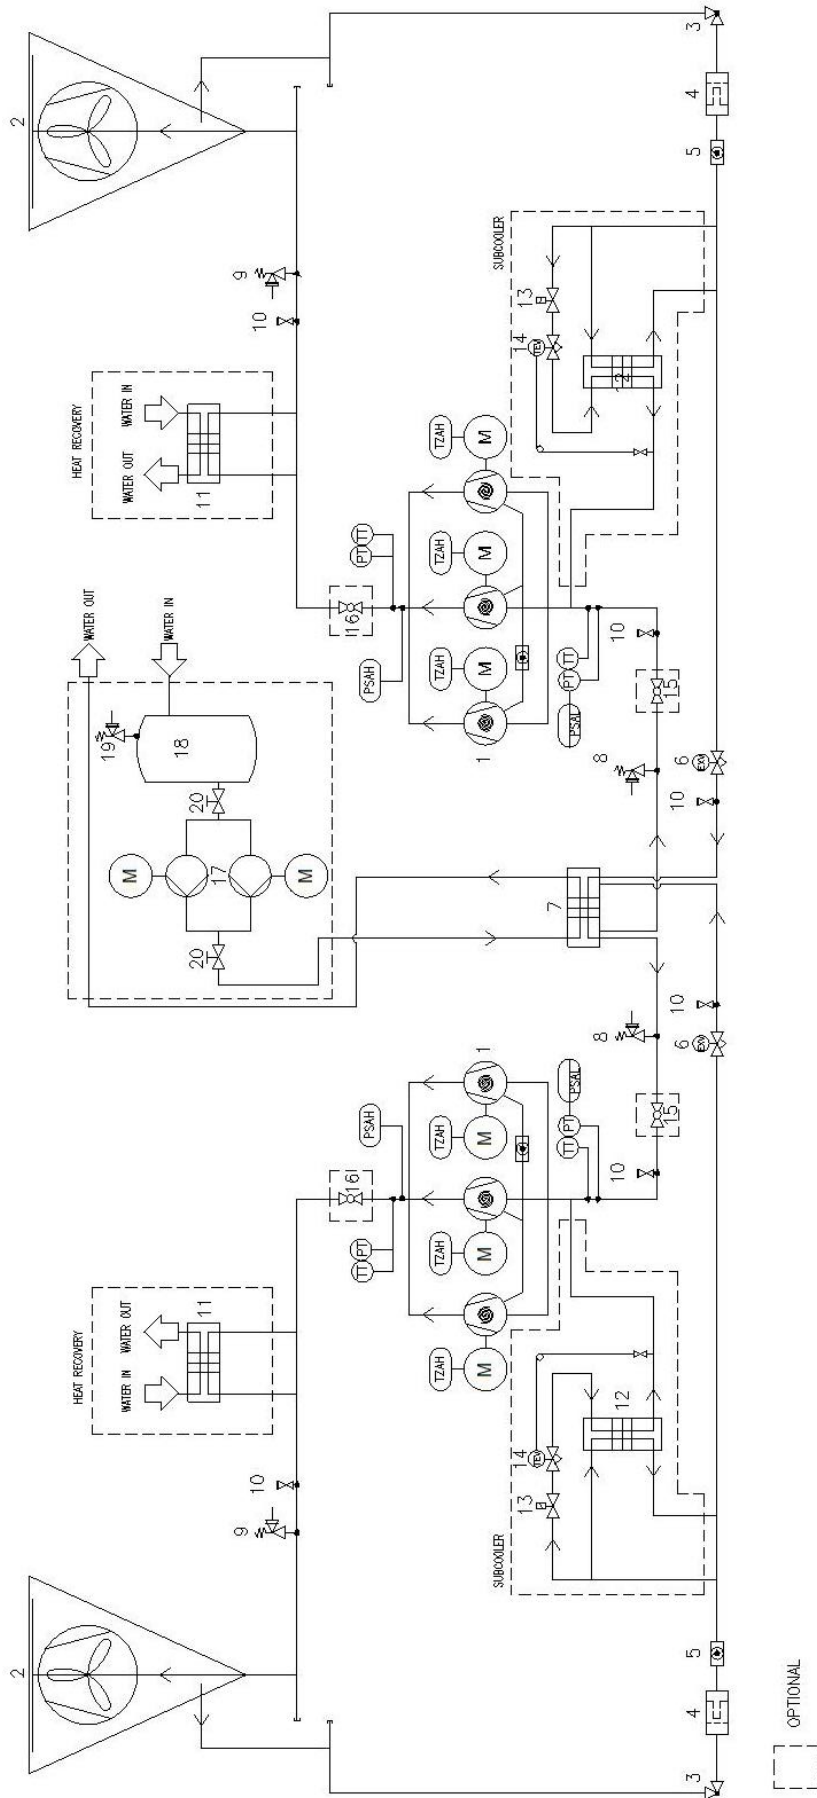 2
2
HEAT RECOVERY
HEAT RECOVERY
WATER OUT
19
WATER IN
WATER OUT
M
WATER OUT
WATER IN
WATER IN
18
11
20
20
11
17
9
9
10
10
M
16
16
TT
PT
PT
TT
PSAH
PSAH
TZAH
TZAH
TZAH
TZAH
TZAH
TZAH
M
M
M
1
1
M
M
M
SUBCOOLER
SUBCOOLER
13
14
14
13
TEV
TEV
7
TT
PT
PSAL
PSAL
PT
TT
8
8
12
10
10
15
15
6
10
10
6
EXV
EXV
3
4
5
5
4
3
OPTIONAL